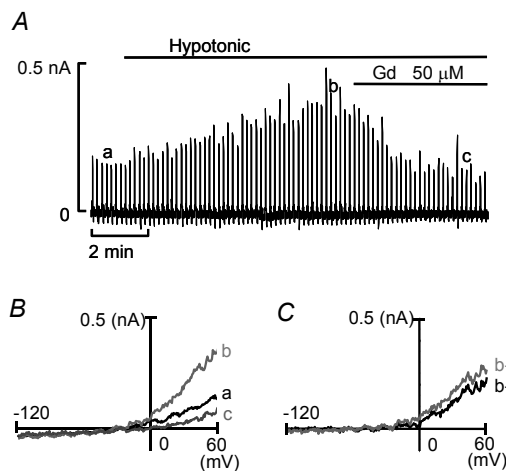 A
Hypotonic
0.5 nA
Gd 50 μM
b
a
c
0
2 min
B
0.5 (nA)
b
a
c
-120
0
60
(mV)
C
0.5 (nA)
b-
b-
-120
0
60
(mV)